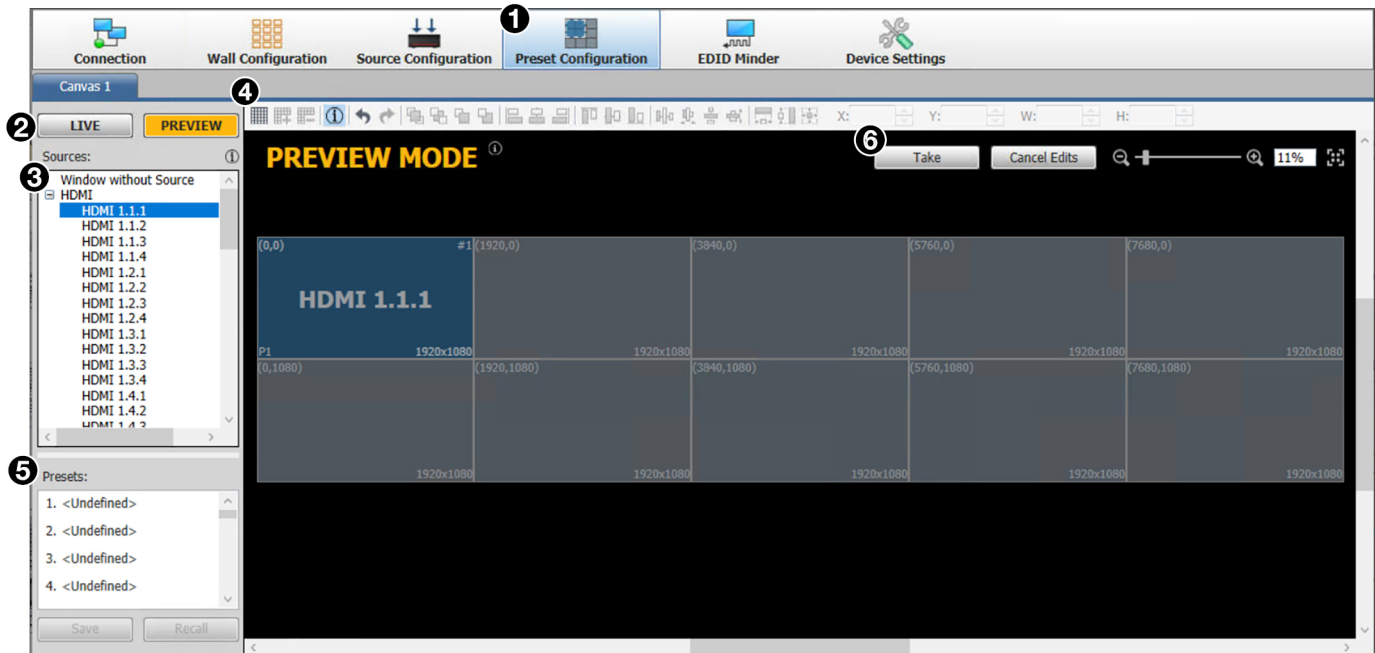 1
Connection Wall Configuration Source Configuration Preset Configuration EDID Minder Device Settings
Canvas 1
4
2 LIVE PREVIEW X: Y: W: H:
Sources:
PREVIEW MODE
6 Take Cancel Edits 11%
3 Window without Source
HDMI
HDMI 1.1.1
HDMI 1.1.2
HDMI 1.1.3
HDMI 1.1.4
HDMI 1.2.1
HDMI 1.2.2
HDMI 1.2.3
HDMI 1.2.4
HDMI 1.3.1
HDMI 1.3.2
HDMI 1.3.3
HDMI 1.3.4
HDMI 1.4.1
HDMI 1.4.2
HDMI 1.4.3
(0,0) #1 (1920,0) (3840,0) (5760,0) (7680,0)
HDMI 1.1.1
P1 1920x1080 1920x1080 1920x1080 1920x1080 1920x1080
(0,1080) (1920,1080) (3840,1080) (5760,1080) (7680,1080)
1920x1080 1920x1080 1920x1080 1920x1080 1920x1080
5 Presets:
1. <Undefined>
2. <Undefined>
3. <Undefined>
4. <Undefined>
Save Recall